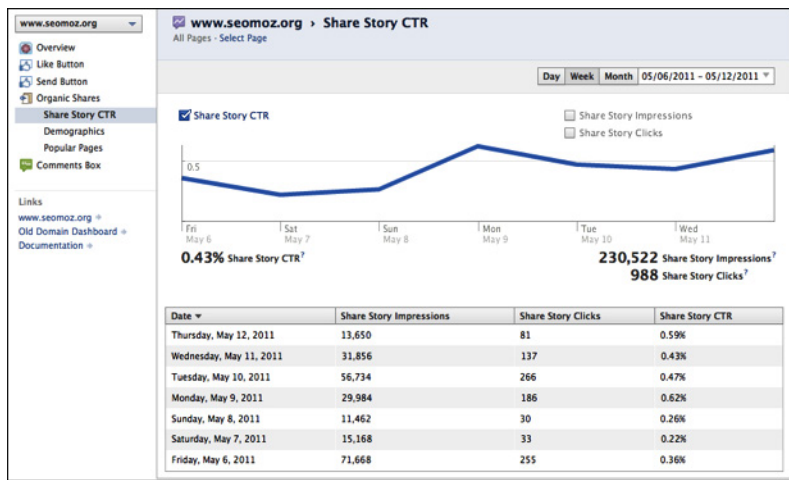 www.seomoz.org
Overview
Like Button
Send Button
Organic Shares
Share Story CTR
Demographics
Popular Pages
Comments Box
Links
www.seomoz.org
Old Domain Dashboard
Documentation
www.seomoz.org › Share Story CTR
All Pages · Select Page
Day Week Month 05/06/2011 - 05/12/2011
Share Story CTR
Share Story Impressions
Share Story Clicks
0.5
Fri Sat Sun Mon Tue Wed
May 6 May 7 May 8 May 9 May 10 May 11
0.43% Share Story CTR?
230,522 Share Story Impressions?
988 Share Story Clicks?
Date Share Story Impressions Share Story Clicks Share Story CTR
Thursday, May 12, 2011 13,650 81 0.59%
Wednesday, May 11, 2011 31,856 137 0.43%
Tuesday, May 10, 2011 56,734 266 0.47%
Monday, May 9, 2011 29,984 186 0.62%
Sunday, May 8, 2011 11,462 30 0.26%
Saturday, May 7, 2011 15,168 33 0.22%
Friday, May 6, 2011 71,668 255 0.36%